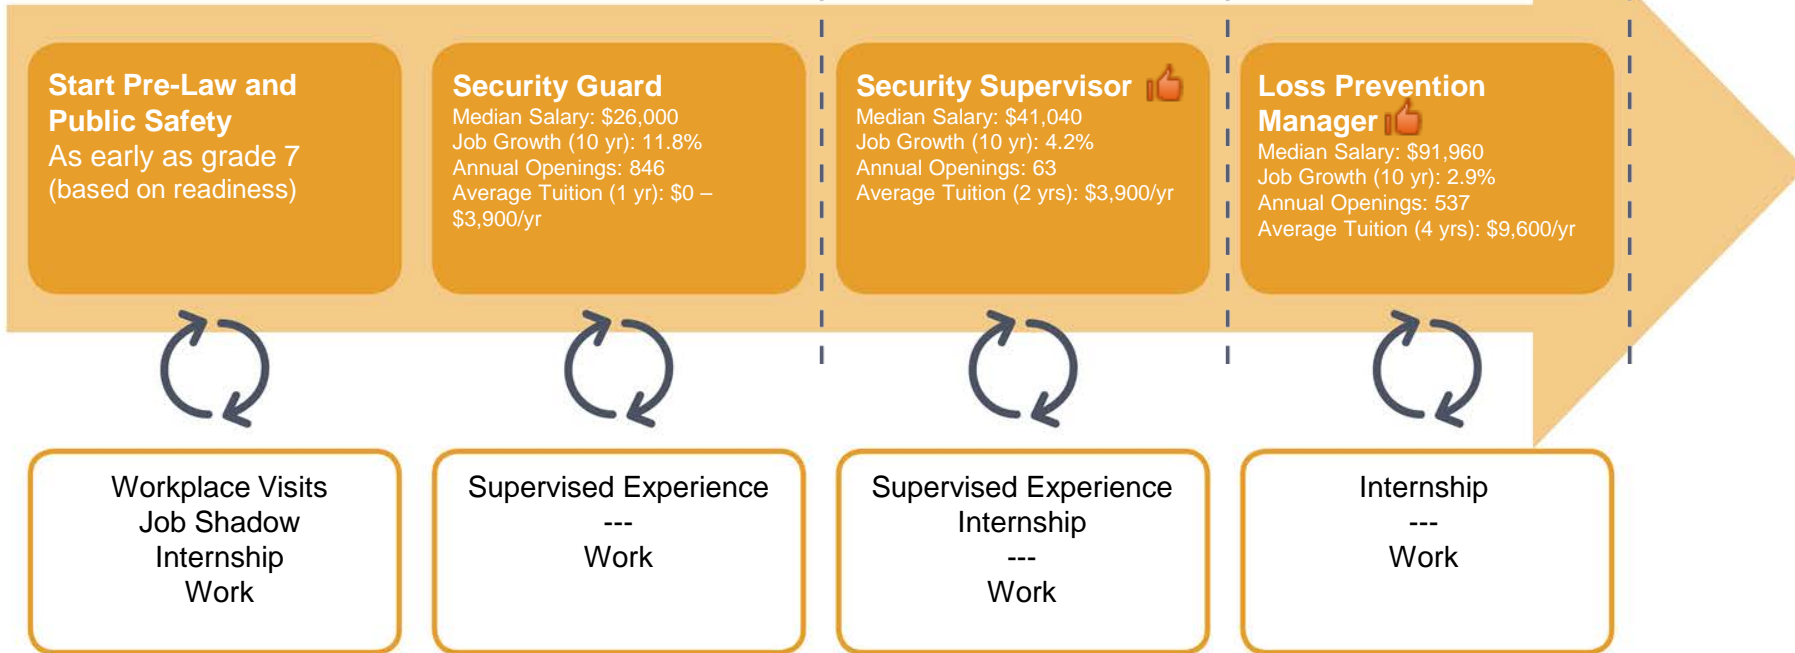 Start Pre-Law and
Public Safety
As early as grade 7
(based on readiness)
Security Guard
Median Salary: $26,000
Job Growth (10 yr): 11.8%
Annual Openings: 846
Average Tuition (1 yr): $0 –
$3,900/yr
Security Supervisor
Median Salary: $41,040
Job Growth (10 yr): 4.2%
Annual Openings: 63
Average Tuition (2 yrs): $3,900/yr
Loss Prevention
Manager
Median Salary: $91,960
Job Growth (10 yr): 2.9%
Annual Openings: 537
Average Tuition (4 yrs): $9,600/yr
Workplace Visits
Job Shadow
Internship
Work
Supervised Experience
---
Work
Supervised Experience
Internship
---
Work
Internship
---
Work